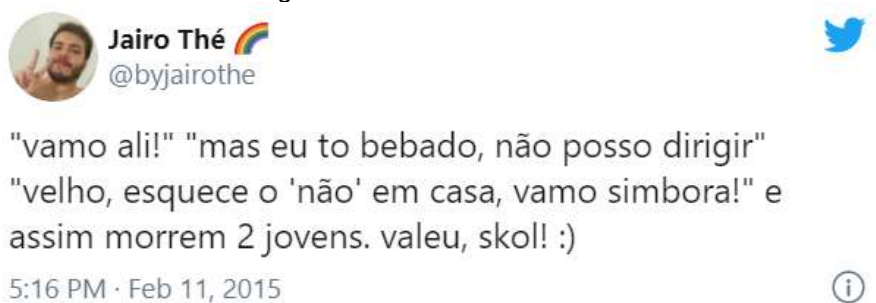 Jairo Thé 🌈
@byjairothe
"vamo ali!" "mas eu to bebado, não posso dirigir"
"velho, esquece o 'não' em casa, vamo simbora!" e
assim morrem 2 jovens. valeu, skol! :)
5:16 PM · Feb 11, 2015